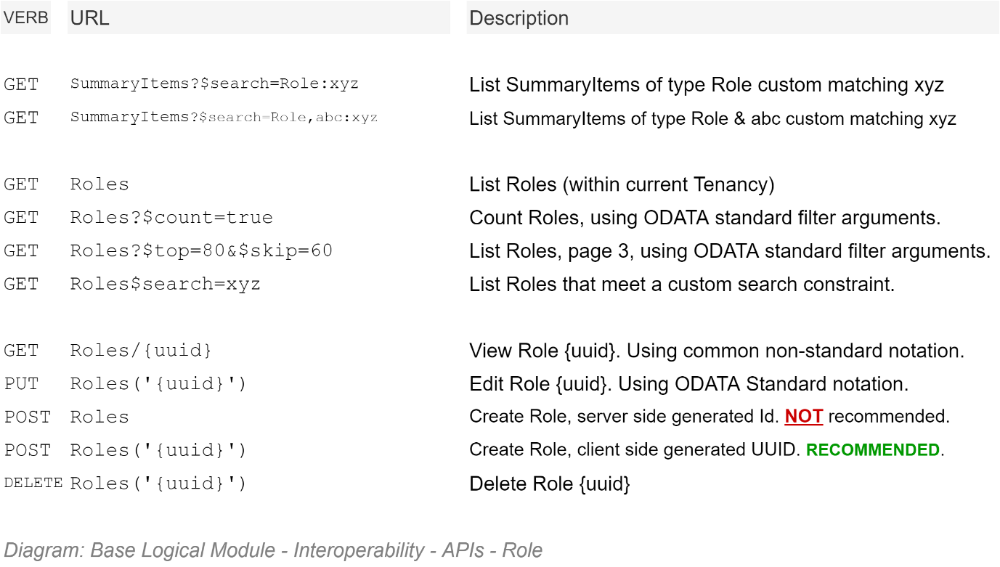 VERB URL Description
GET SummaryItems?$search=Role:xyz List SummaryItems of type Role custom matching xyz
GET SummaryItems?$search=Role,abc:xyz List SummaryItems of type Role & abc custom matching xyz
GET Roles List Roles (within current Tenancy)
GET Roles?$count=true Count Roles, using ODATA standard filter arguments.
GET Roles?$top=80&$skip=60 List Roles, page 3, using ODATA standard filter arguments.
GET Roles$search=xyz List Roles that meet a custom search constraint.
GET Roles/{uuid} View Role {uuid}. Using common non-standard notation.
PUT Roles('{uuid}') Edit Role {uuid}. Using ODATA Standard notation.
POST Roles Create Role, server side generated Id. NOT recommended.
POST Roles('{uuid}') Create Role, client side generated UUID. RECOMMENDED.
DELETE Roles('{uuid}') Delete Role {uuid}
Diagram: Base Logical Module - Interoperability - APIs - Role